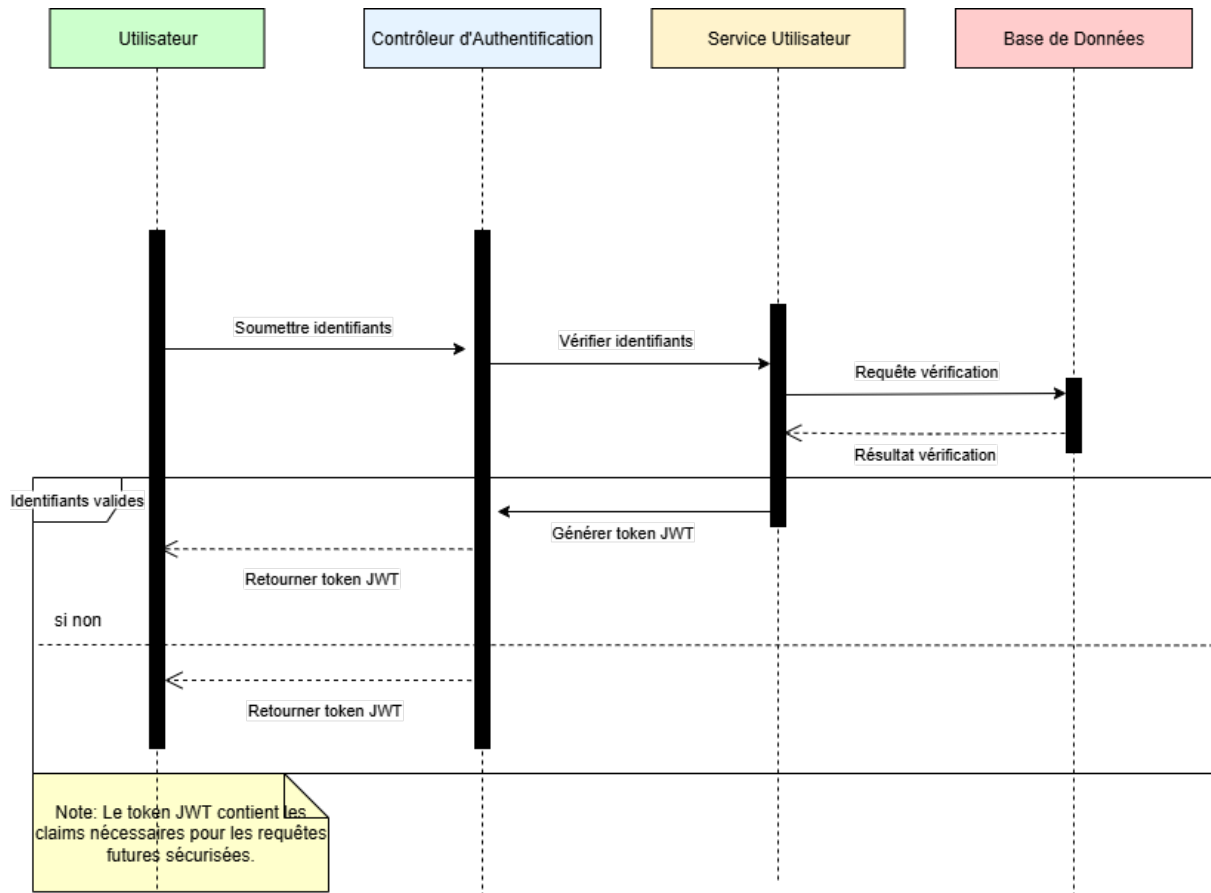 Utilisateur
Contrôleur d'Authentification
Service Utilisateur
Base de Données
Soumettre identifiants
Vérifier identifiants
Requête vérification
Résultat vérification
Identifiants valides
Générer token JWT
Retourner token JWT
si non
Retourner token JWT
Note: Le token JWT contient les
claims nécessaires pour les requêtes
futures sécurisées.